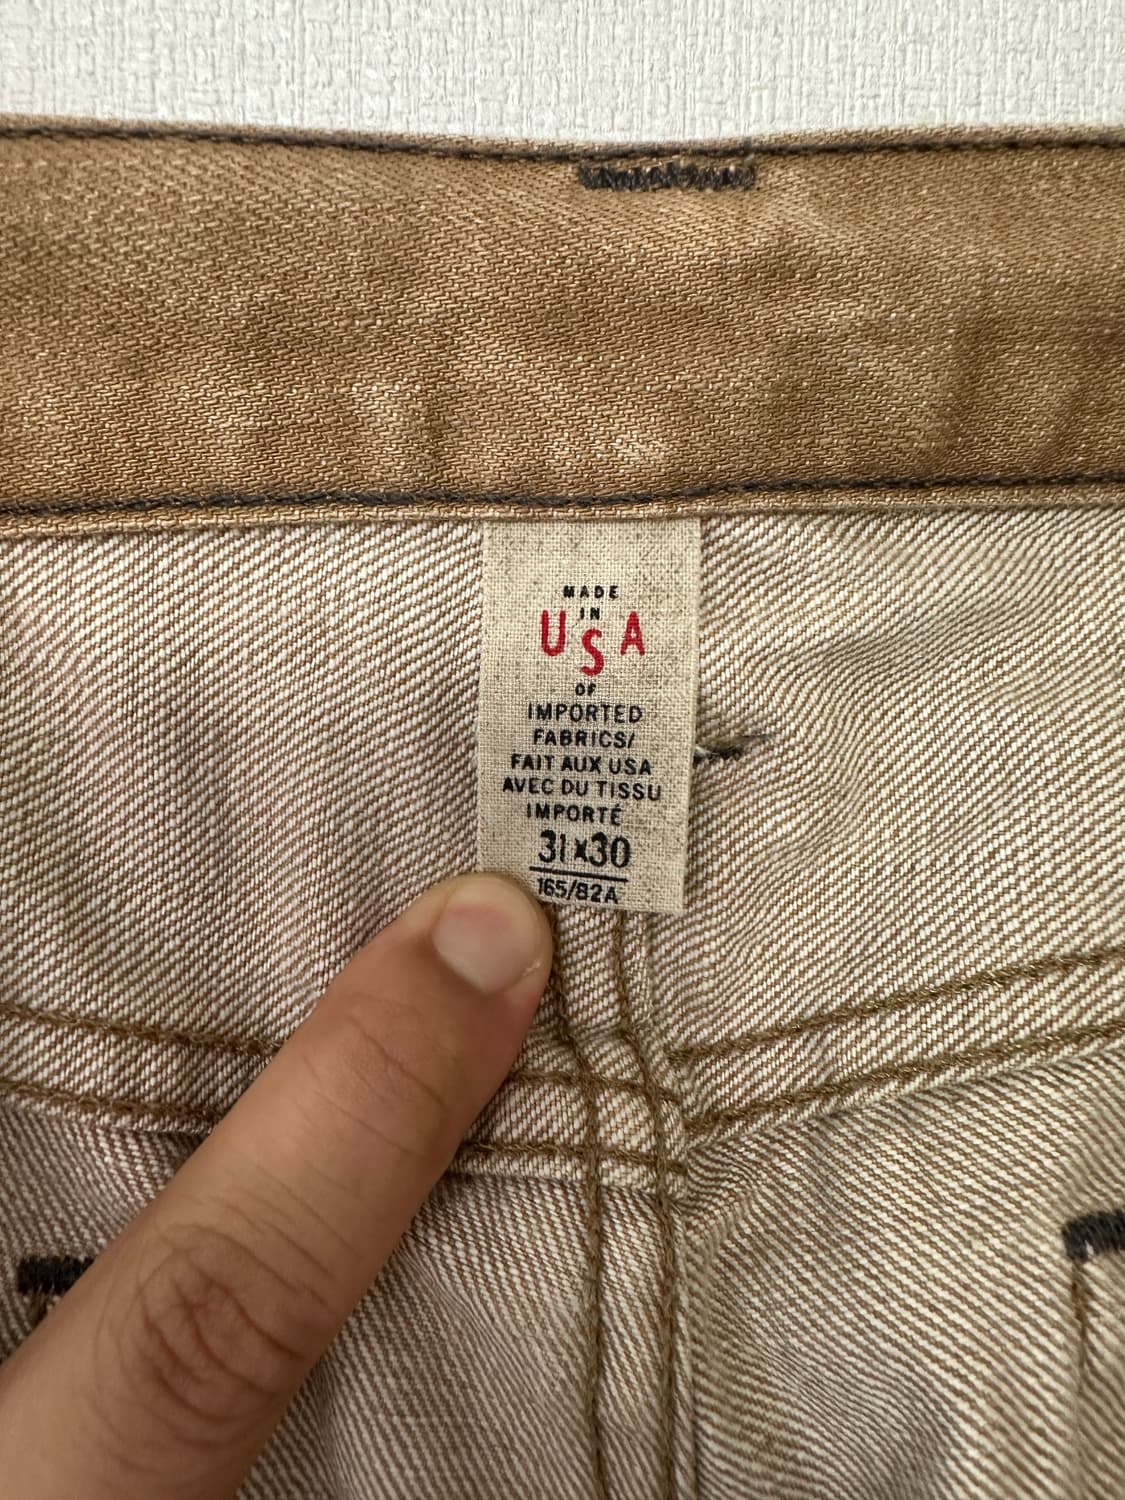 MADE
IN
USA
OF
IMPORTED
FABRICS/
FAIT AUX USA
AVEC DU TISSU
IMPORTÉ
31x30
165/82A